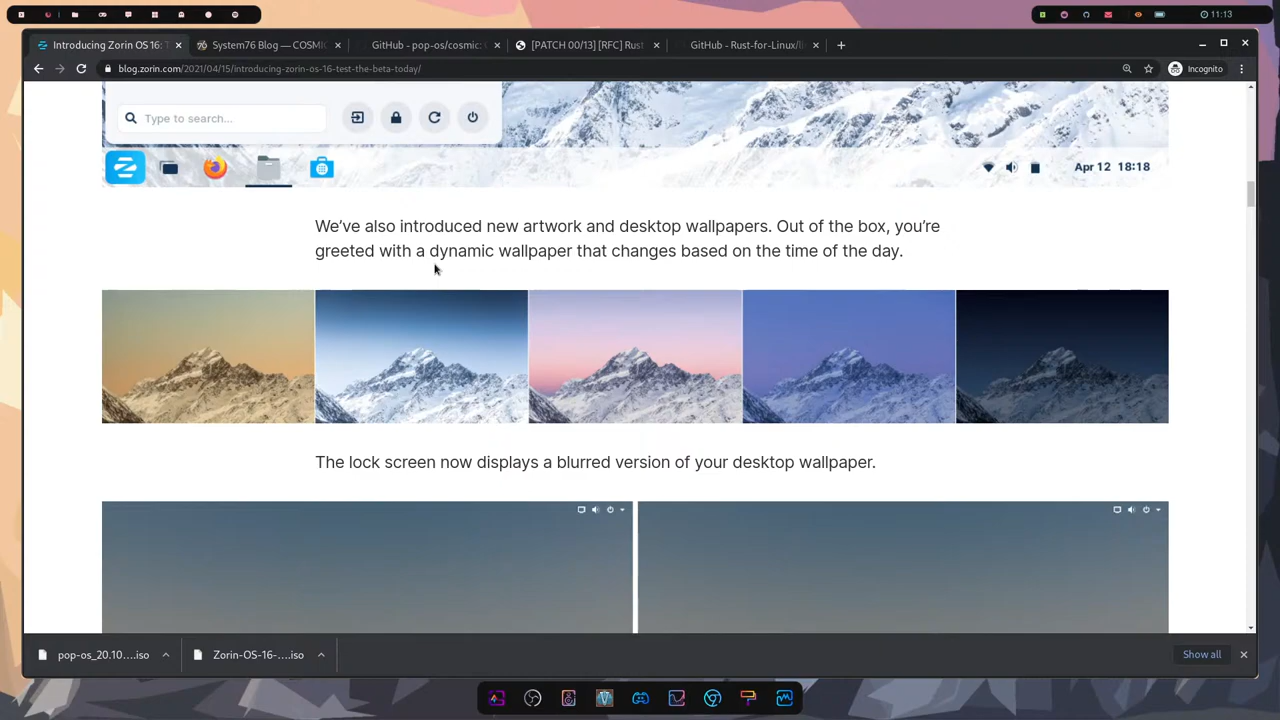 11:13
Introducing Zorin OS 16: T
System76 Blog — COSMIC
GitHub - pop-os/cosmic: C
[PATCH 00/13] [RFC] Rust
GitHub - Rust-for-Linux/li
blog.zorin.com/2021/04/15/introducing-zorin-os-16-test-the-beta-today/
Incognito
Type to search...
Apr 12 18:18
We've also introduced new artwork and desktop wallpapers. Out of the box, you're
greeted with a dynamic wallpaper that changes based on the time of the day.
The lock screen now displays a blurred version of your desktop wallpaper.
pop-os_20.10....iso
Zorin-OS-16-....iso
Show all